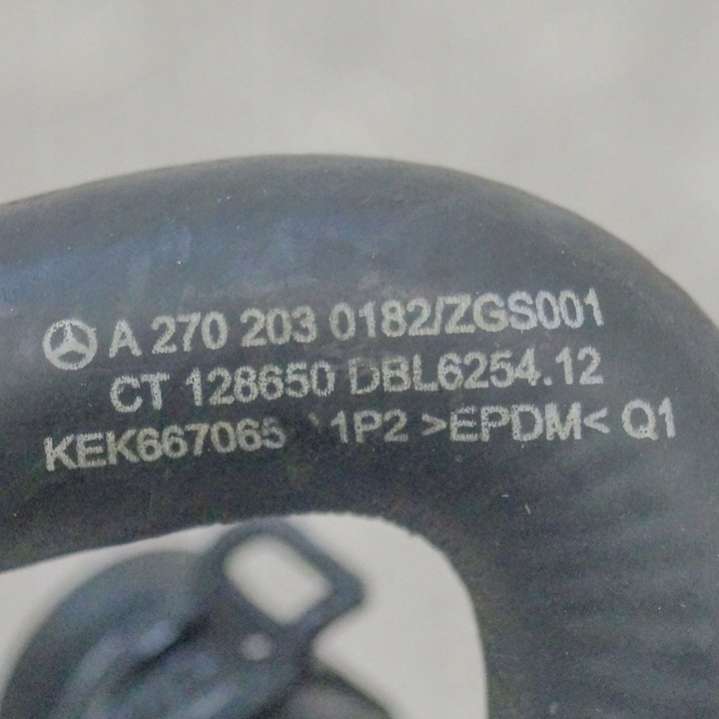 A 270 203 0182/ZGS001
CT 128650 DBL6254.12
KEK667065 1P2 >EPDM< Q1